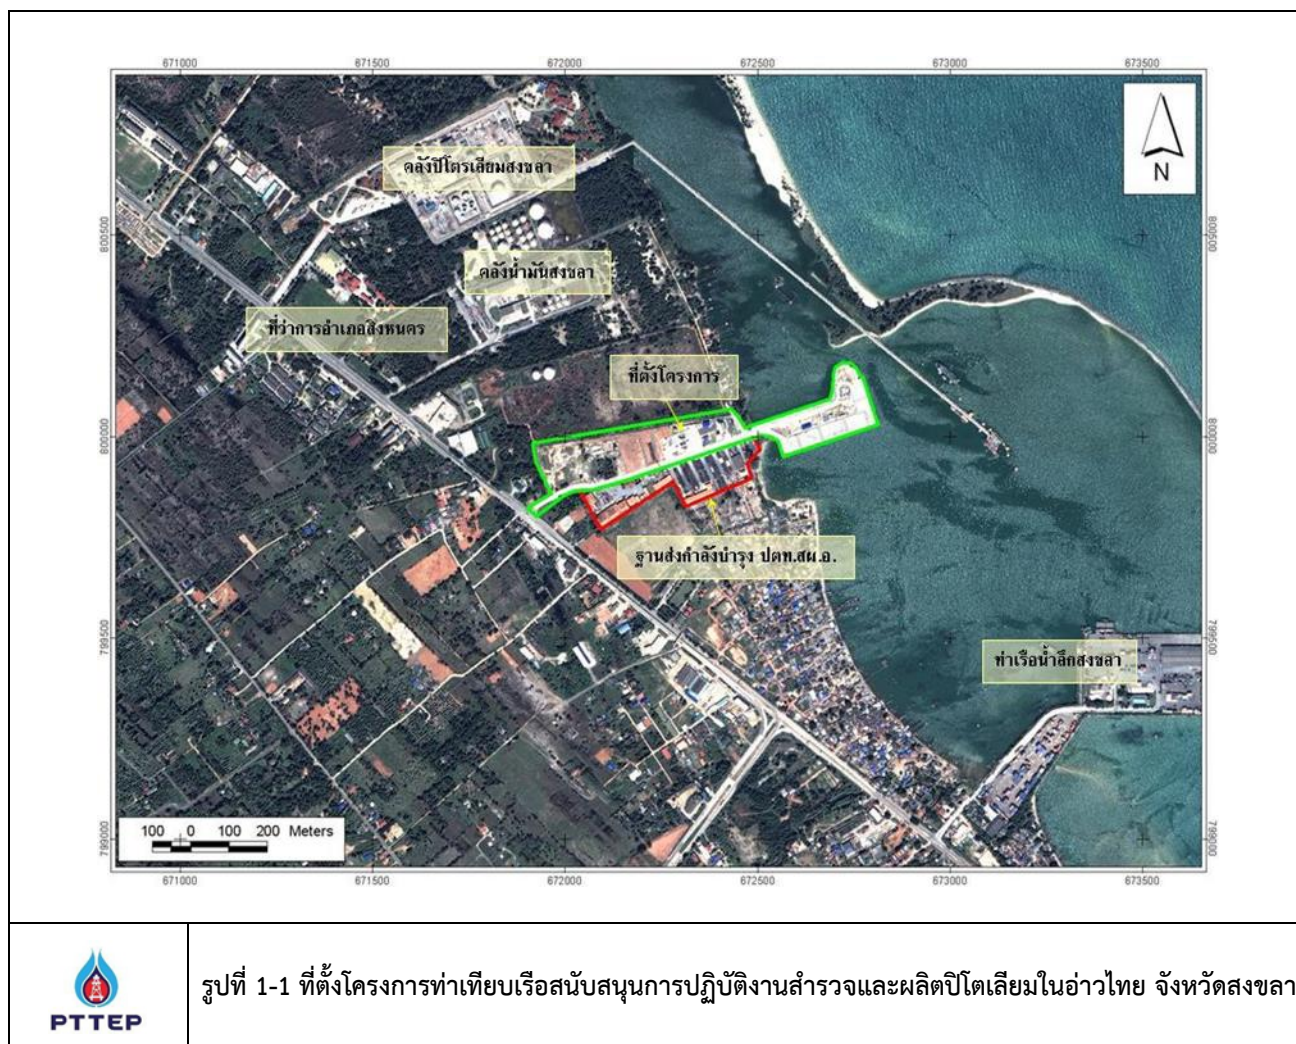 671000 671500 672000 672500 673000 673500
N
คลังปิโตรเลียมสงขลา
800500 800500
คลังน้ำมันสงขลา
ที่ว่าการอำเภอสิงหนคร
ที่ตั้งโครงการ
800000 800000
ฐานส่งกำลังบำรุง ปตท.สผ.อ.
799500 799500
ท่าเรือน้ำลึกสงขลา
100 0 100 200 Meters
799000 799000
671000 671500 672000 672500 673000 673500
PTTEP
รูปที่ 1-1 ที่ตั้งโครงการท่าเทียบเรือสนับสนุนการปฏิบัติงานสำรวจและผลิตปิโตเลียมในอ่าวไทย จังหวัดสงขลา